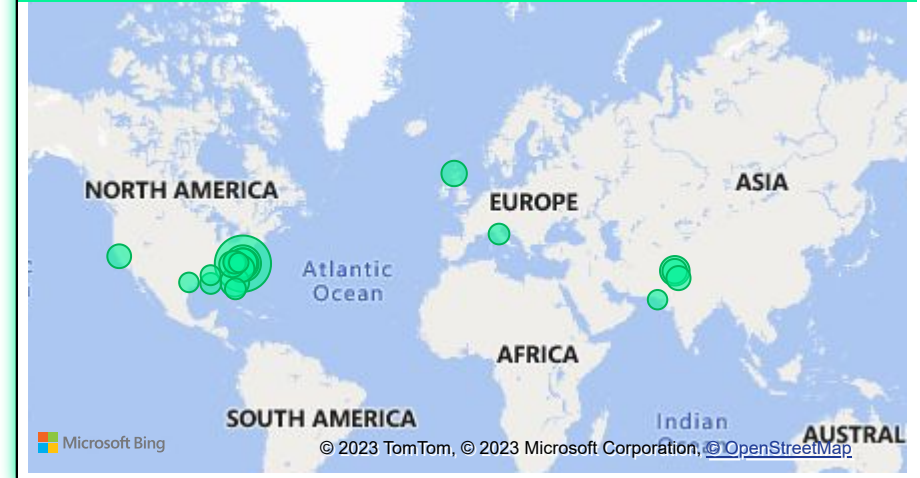 NORTH AMERICA
EUROPE
ASIA
Atlantic
Ocean
AFRICA
SOUTH AMERICA
Indian
Ocean
AUSTRAL
Microsoft Bing
© 2023 TomTom, © 2023 Microsoft Corporation, © OpenStreetMap